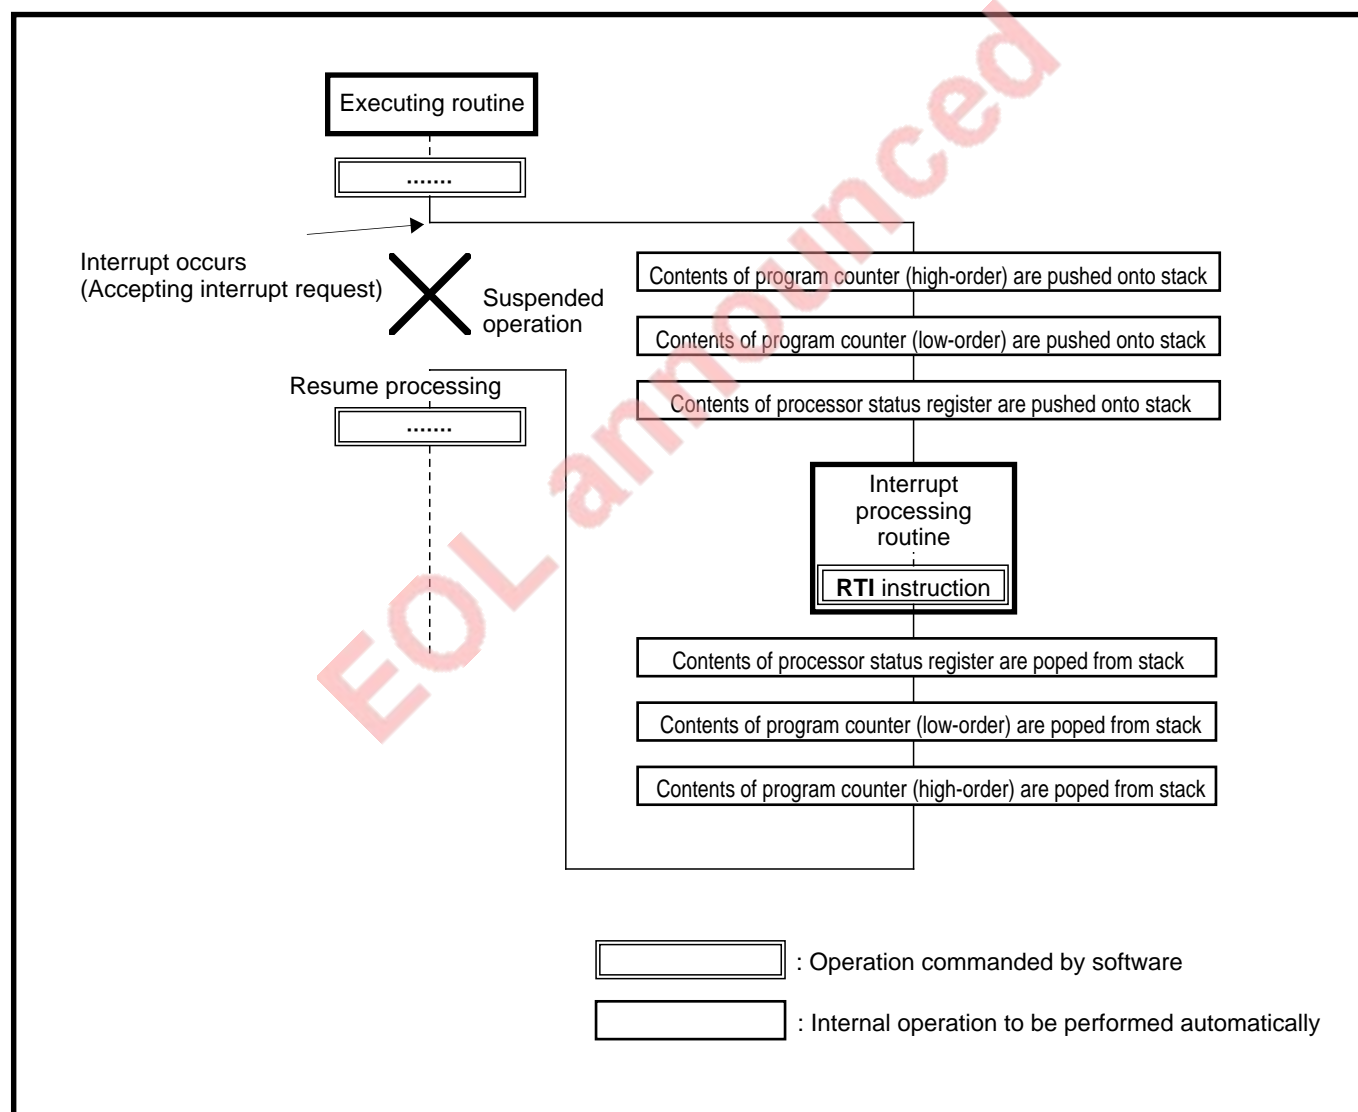 Executing routine
.......
Interrupt occurs
(Accepting interrupt request)
Suspended
operation
Contents of program counter (high-order) are pushed onto stack
Contents of program counter (low-order) are pushed onto stack
Contents of processor status register are pushed onto stack
Resume processing
.......
Interrupt
processing
routine
RTI instruction
Contents of processor status register are poped from stack
Contents of program counter (low-order) are poped from stack
Contents of program counter (high-order) are poped from stack
: Operation commanded by software
: Internal operation to be performed automatically
EOL announced